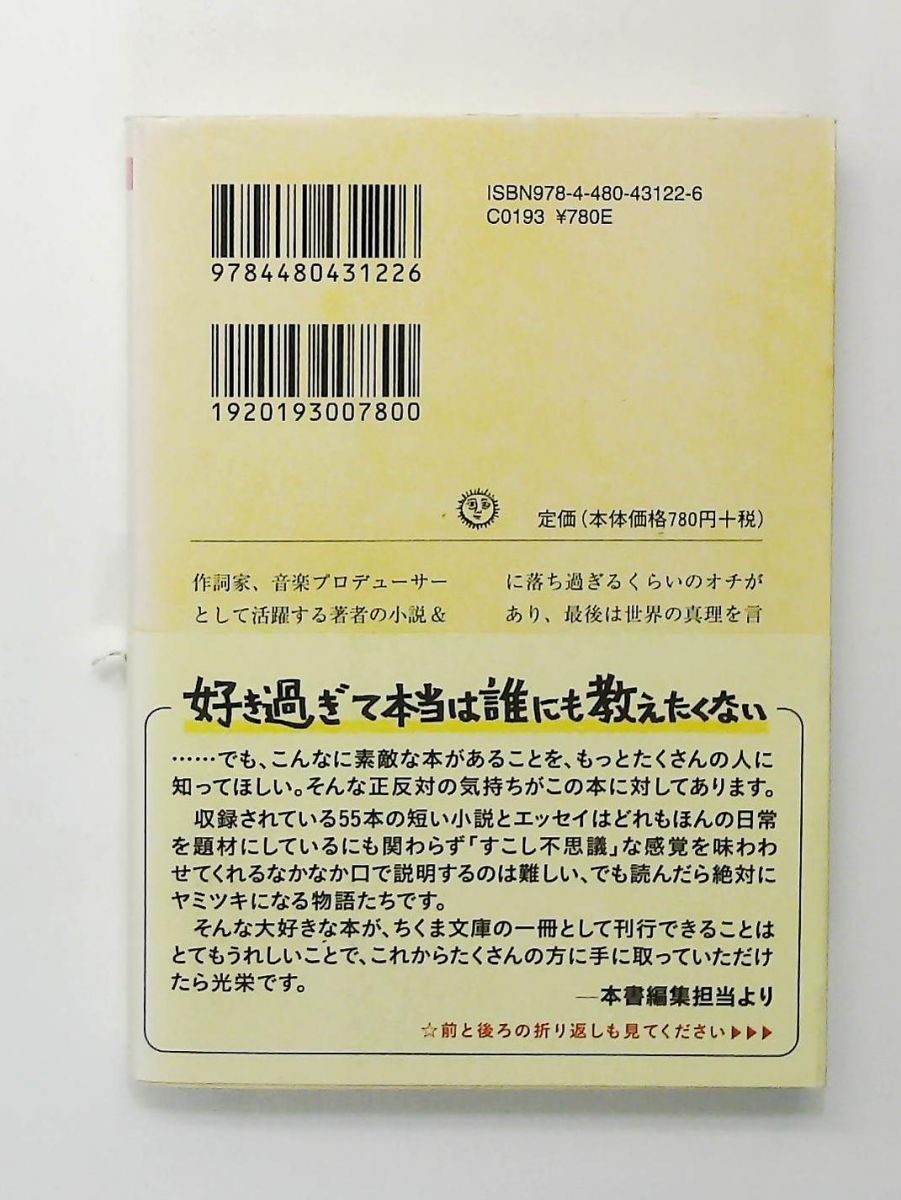 ISBN978-4-480-43122-6
C0193 ¥780E
9784480431226
1920193007800
定価(本体価格780円+税)
作詞家、音楽プロデューサー
として活躍する著者の小説&
に落ち過ぎるくらいのオチが
あり、最後は世界の真理を言
好き過ぎて本当は誰にも教えたくない
……でも、こんなに素敵な本があることを、もっとたくさんの人に
知ってほしい。そんな正反対の気持ちがこの本に対してあります。
収録されている55本の短い小説とエッセイはどれもほんの日常
を題材にしているにも関わらず「すこし不思議」な感覚を味わわ
せてくれるなかなか口で説明するのは難しい、でも読んだら絶対に
ヤミツキになる物語たちです。
そんな大好きな本が、ちくま文庫の一冊として刊行できることは
とてもうれしいことで、これからたくさんの方に手に取っていただけ
たら光栄です。
―本書編集担当より
☆前と後ろの折り返しも見てください▶▶▶